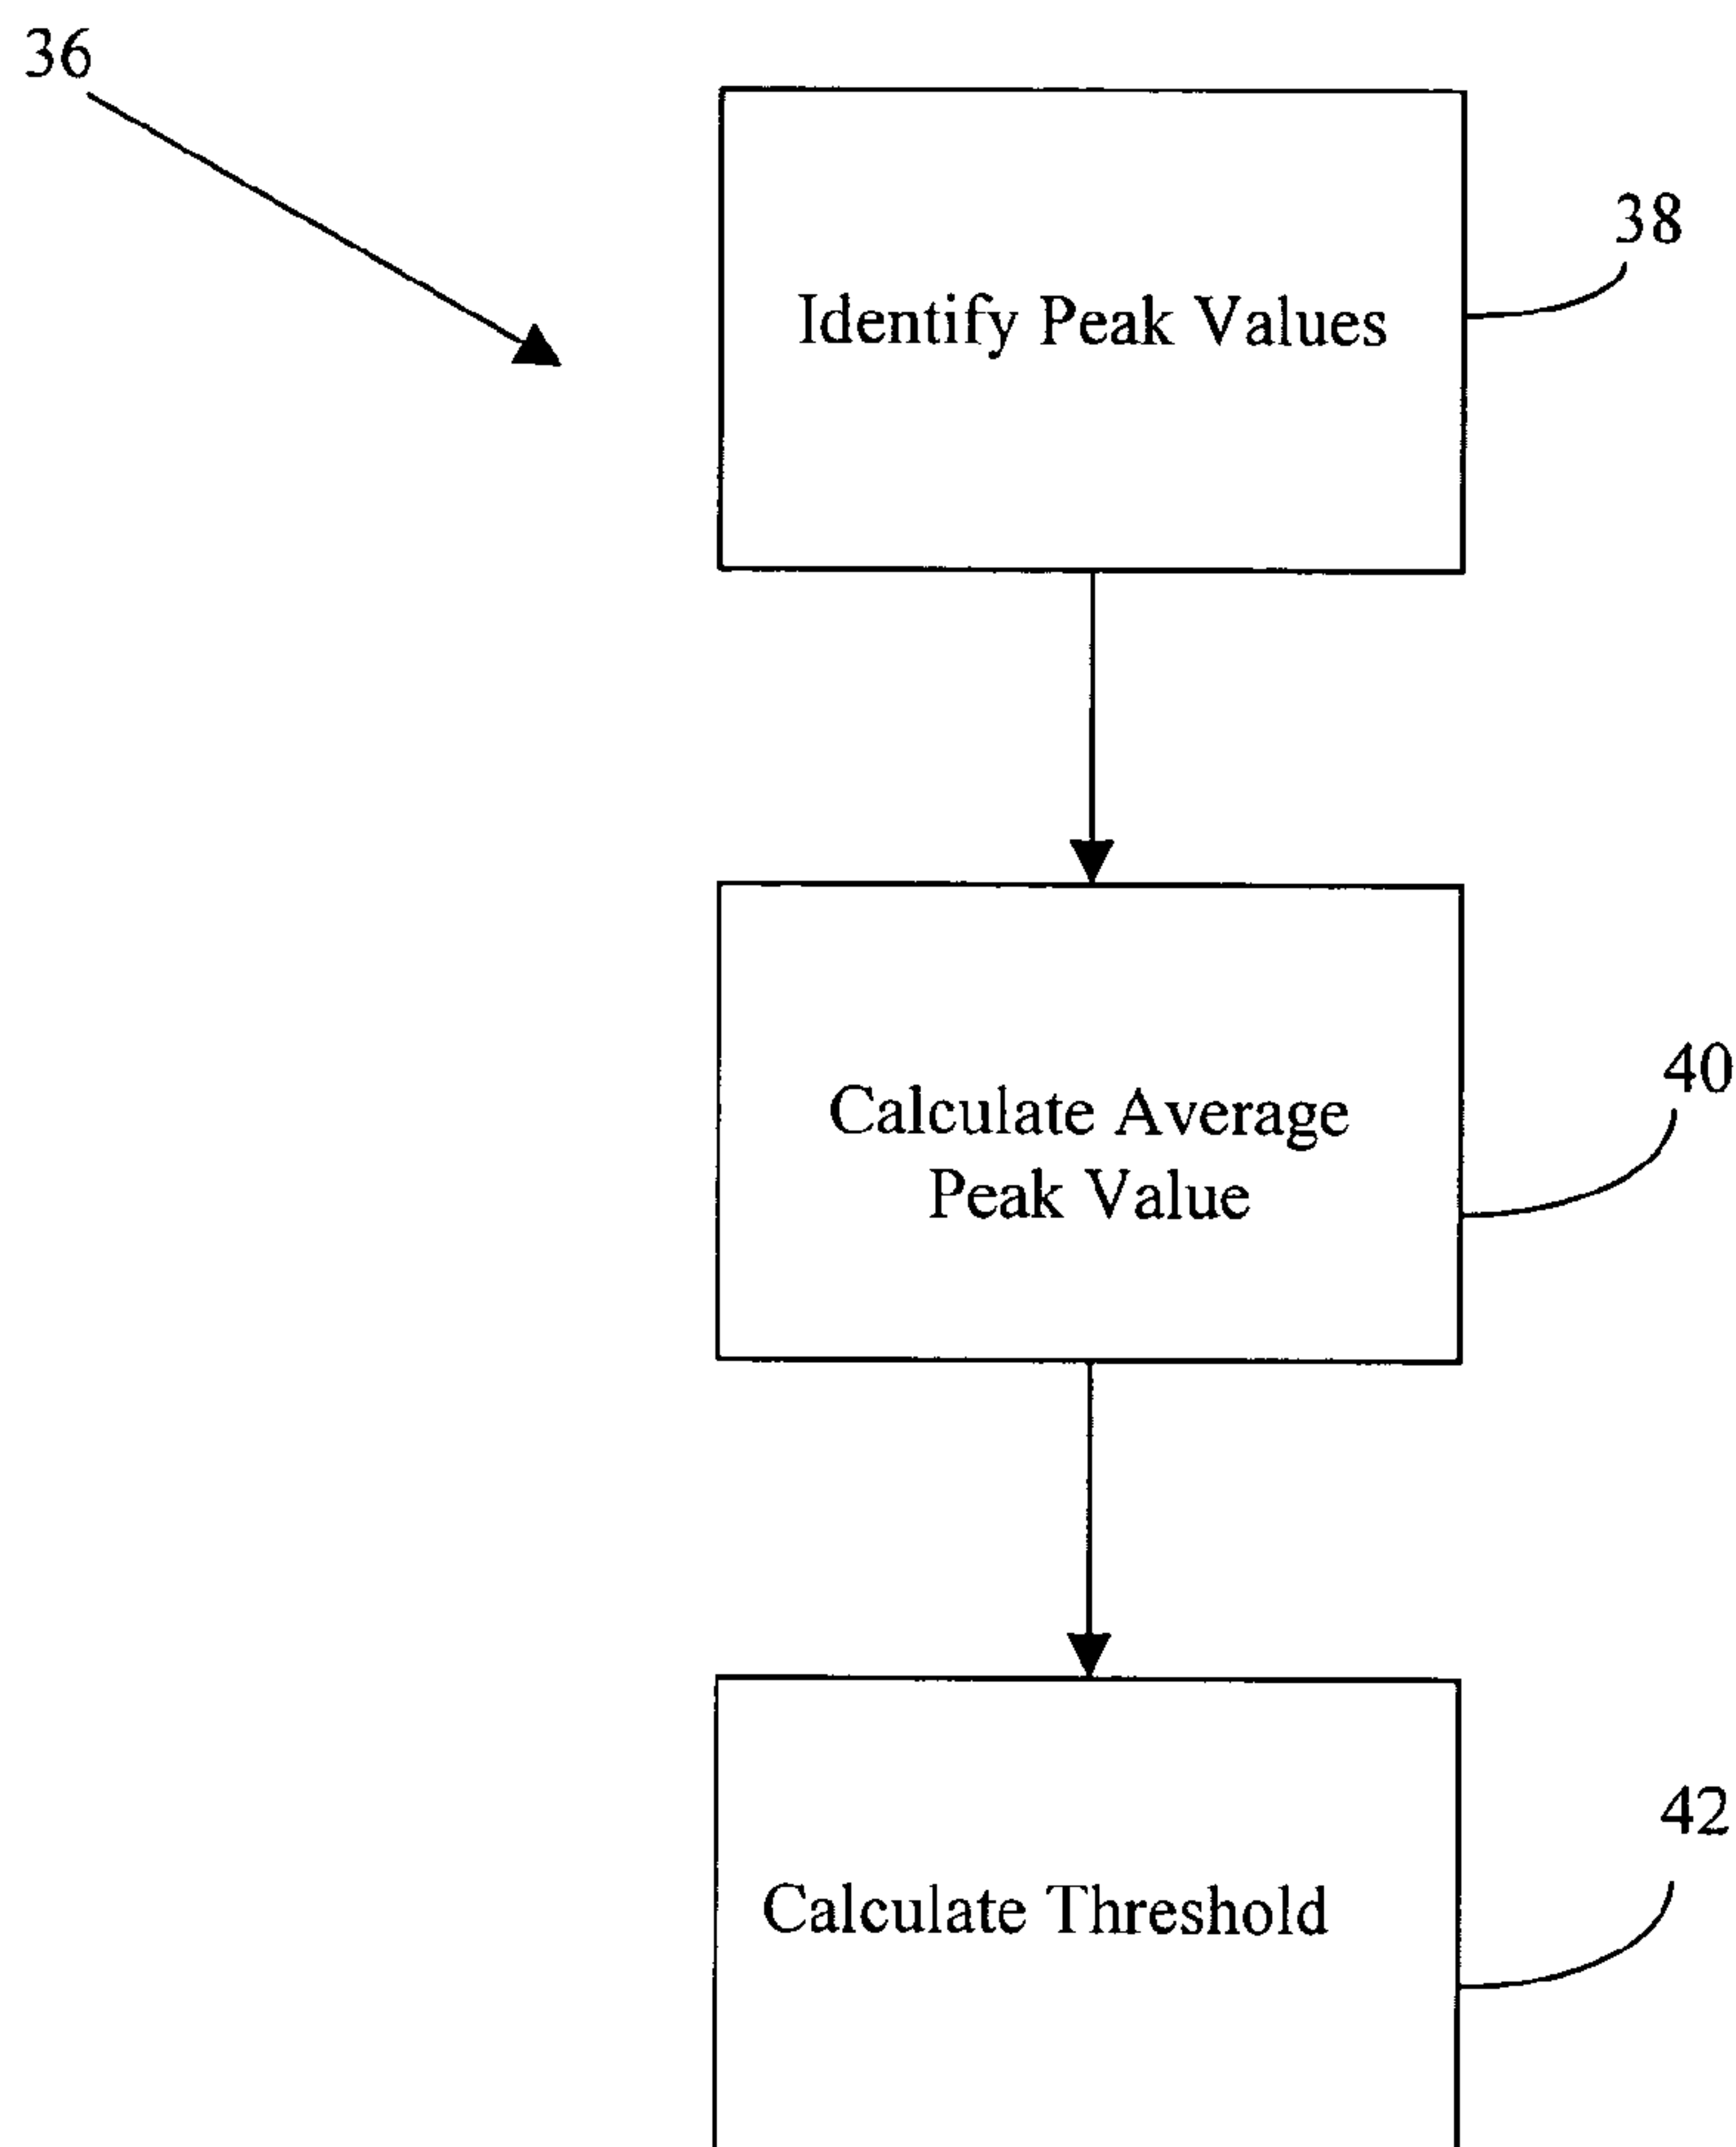 36
38
Identify Peak Values
40
Calculate Average
Peak Value
42
Calculate Threshold